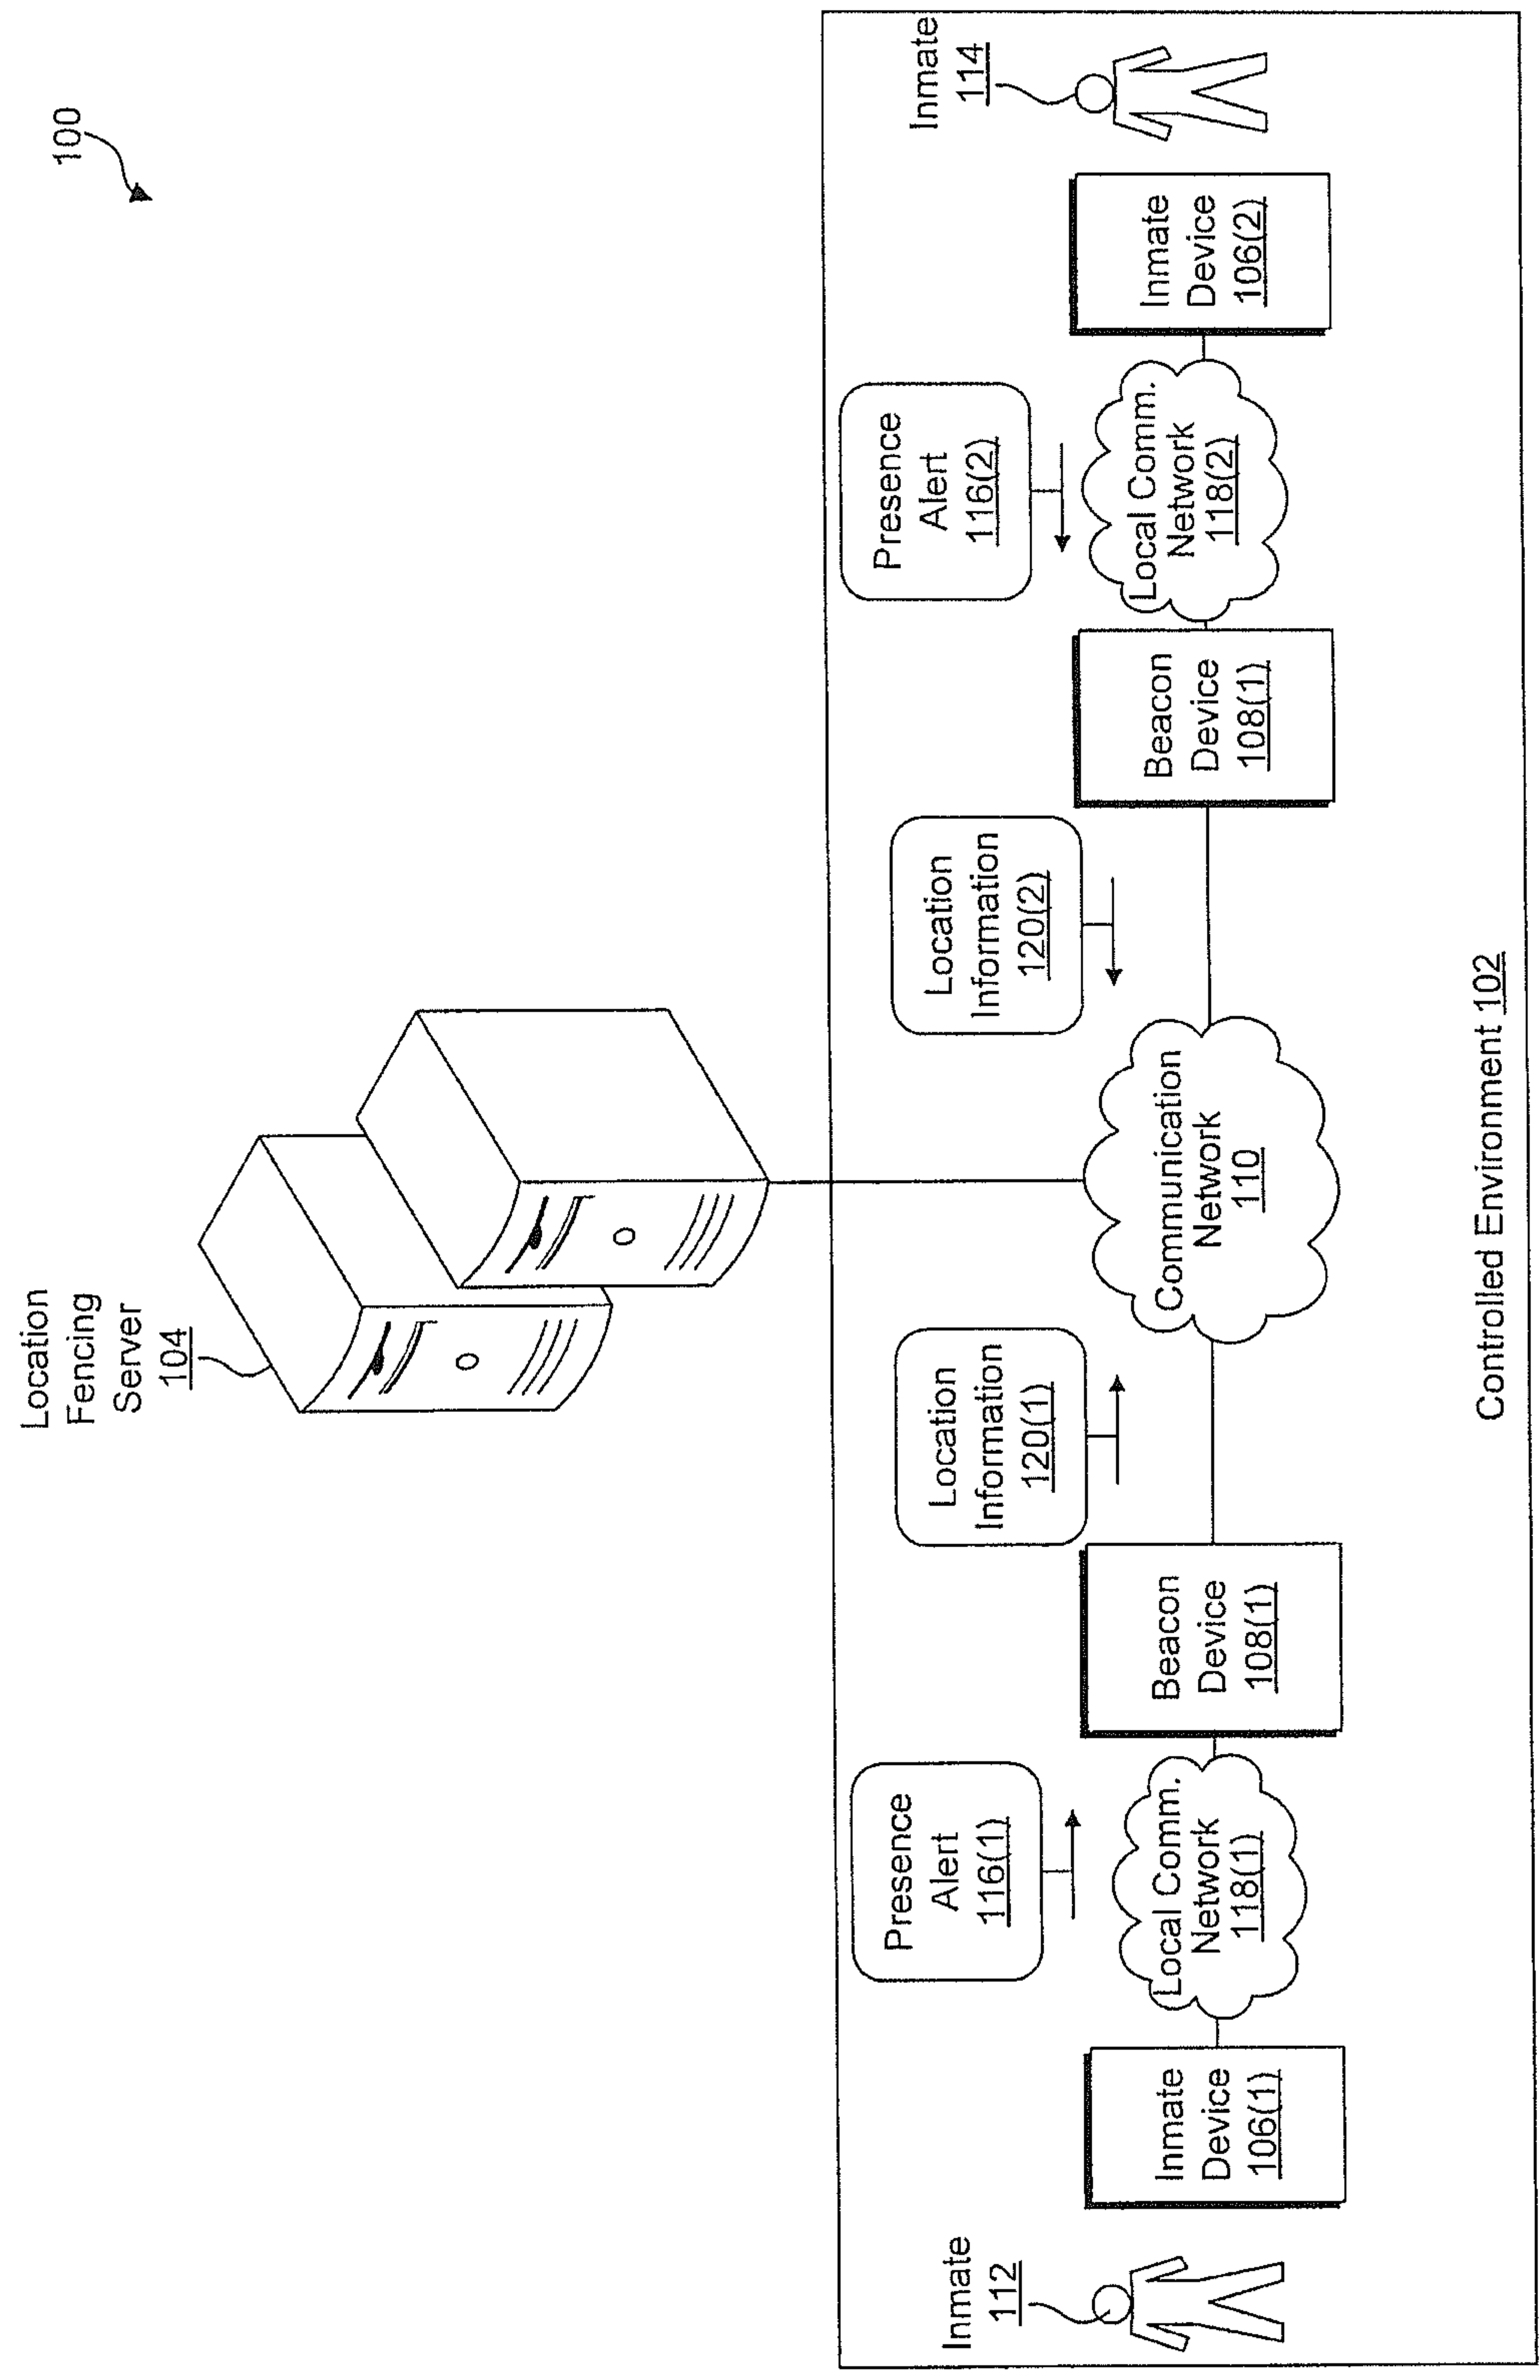 100
Location
Fencing
Server
104
Inmate
112
Inmate
Device
106(1)
Presence
Alert
116(1)
Local Comm.
Network
118(1)
Beacon
Device
108(1)
Location
Information
120(1)
Communication
Network
110
Location
Information
120(2)
Beacon
Device
108(1)
Presence
Alert
116(2)
Local Comm.
Network
118(2)
Inmate
Device
106(2)
Inmate
114
Controlled Environment 102